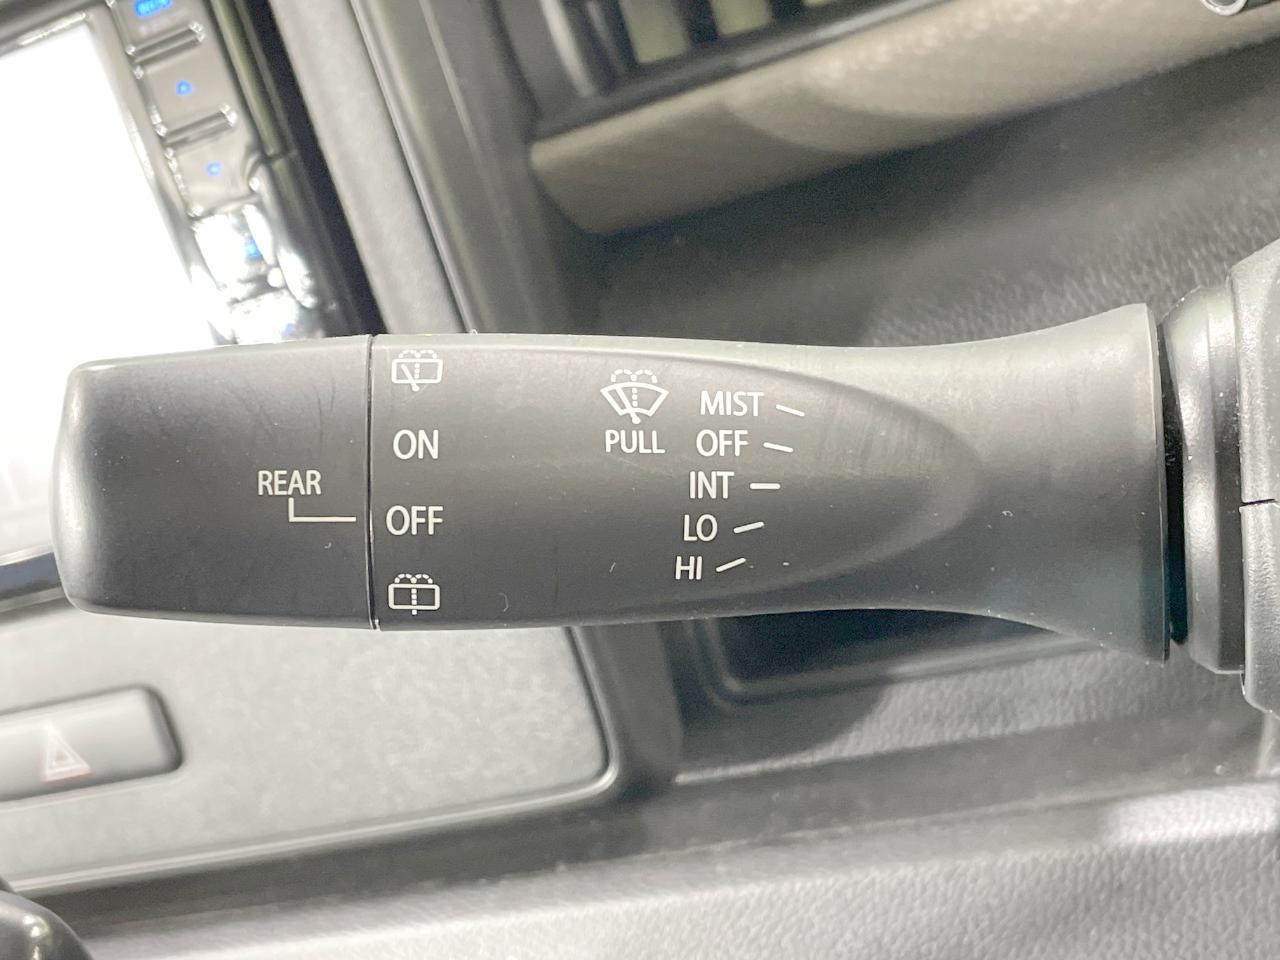 ON
REAR
OFF
PULL
MIST
OFF
INT
LO
HI